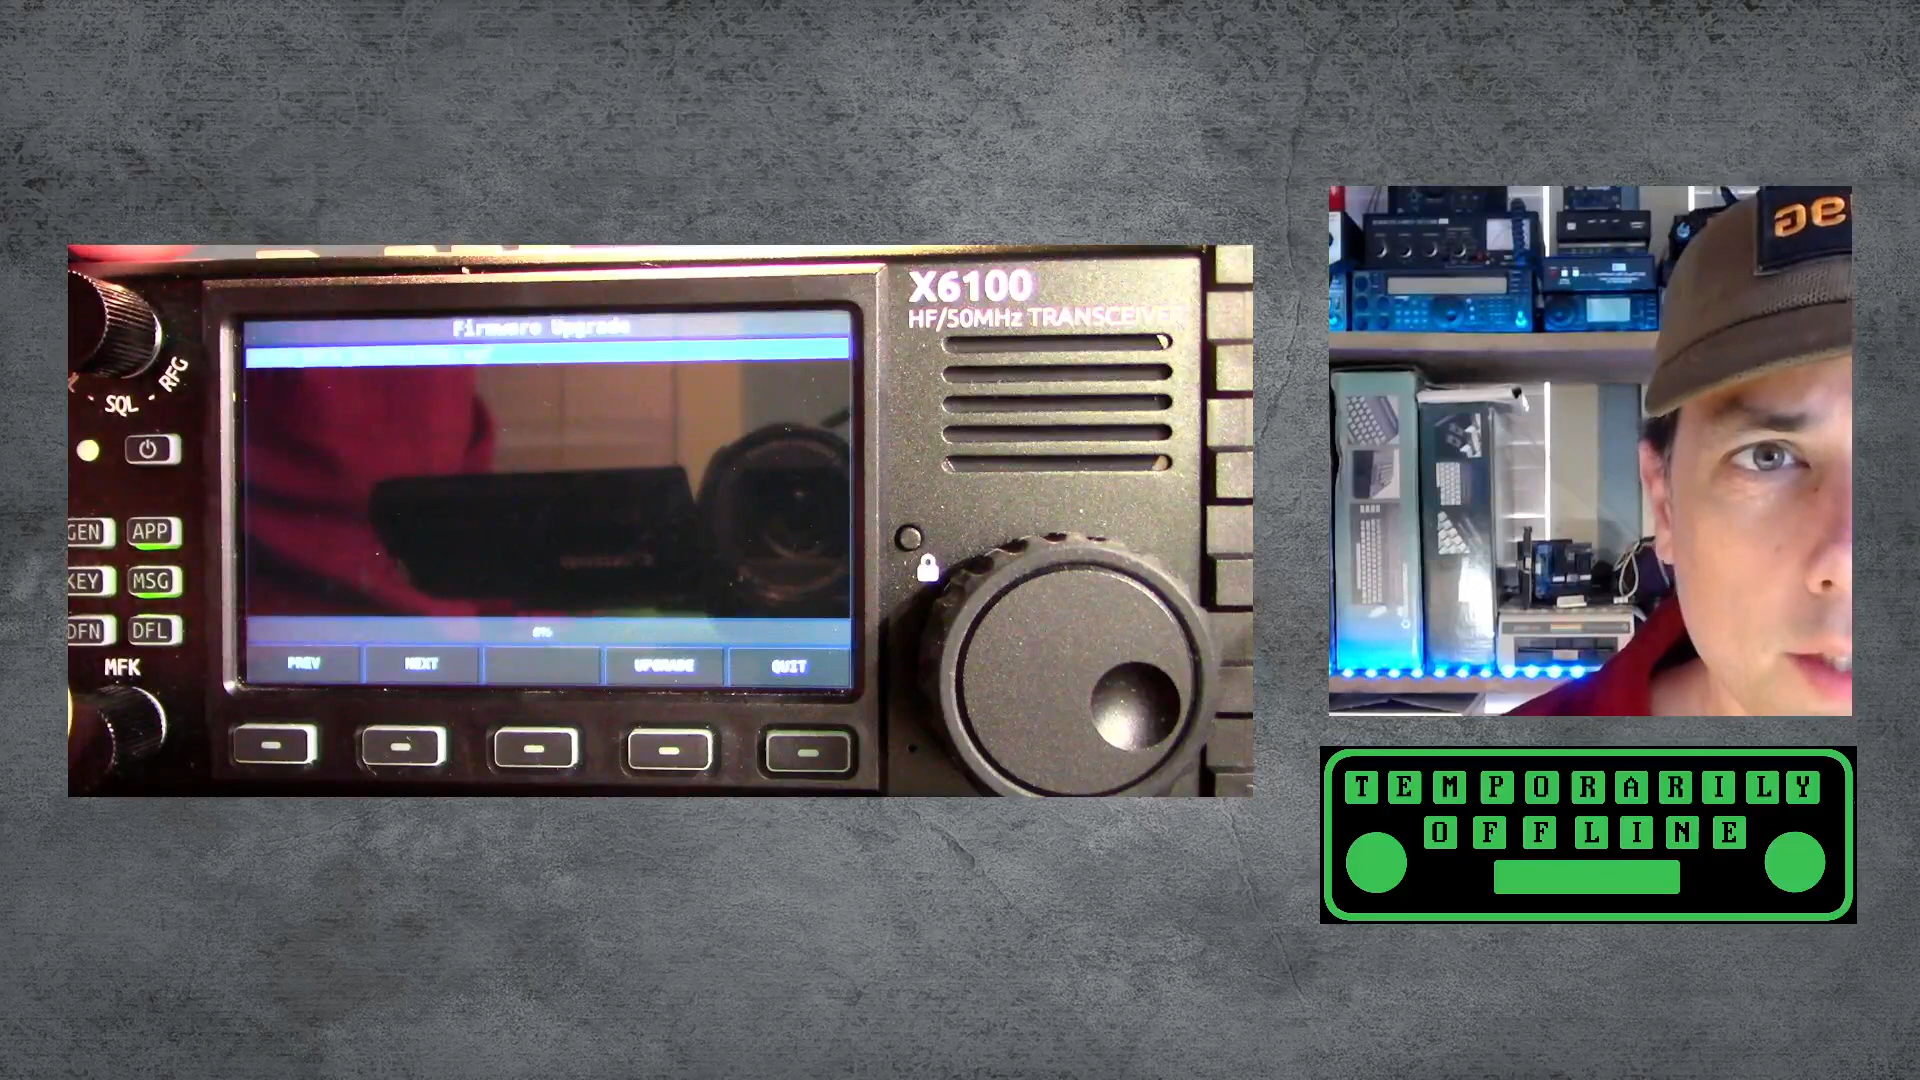 X6100
HF/50MHz TRANSCEIVER
Firmware Upgrade
RFG
SQL
GEN APP
KEY MSG
DFN DFL
MFK
0%
PREV NEXT UPGRADE QUIT
TEMPORARILY
OFFLINE